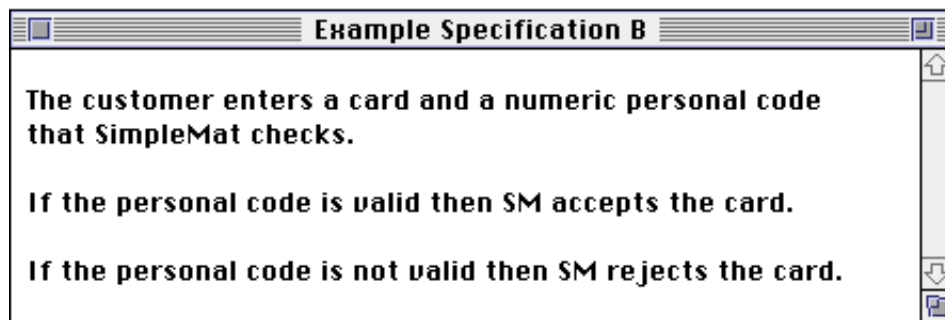 Example Specification B
The customer enters a card and a numeric personal code
that SimpleMat checks.
If the personal code is valid then SM accepts the card.
If the personal code is not valid then SM rejects the card.